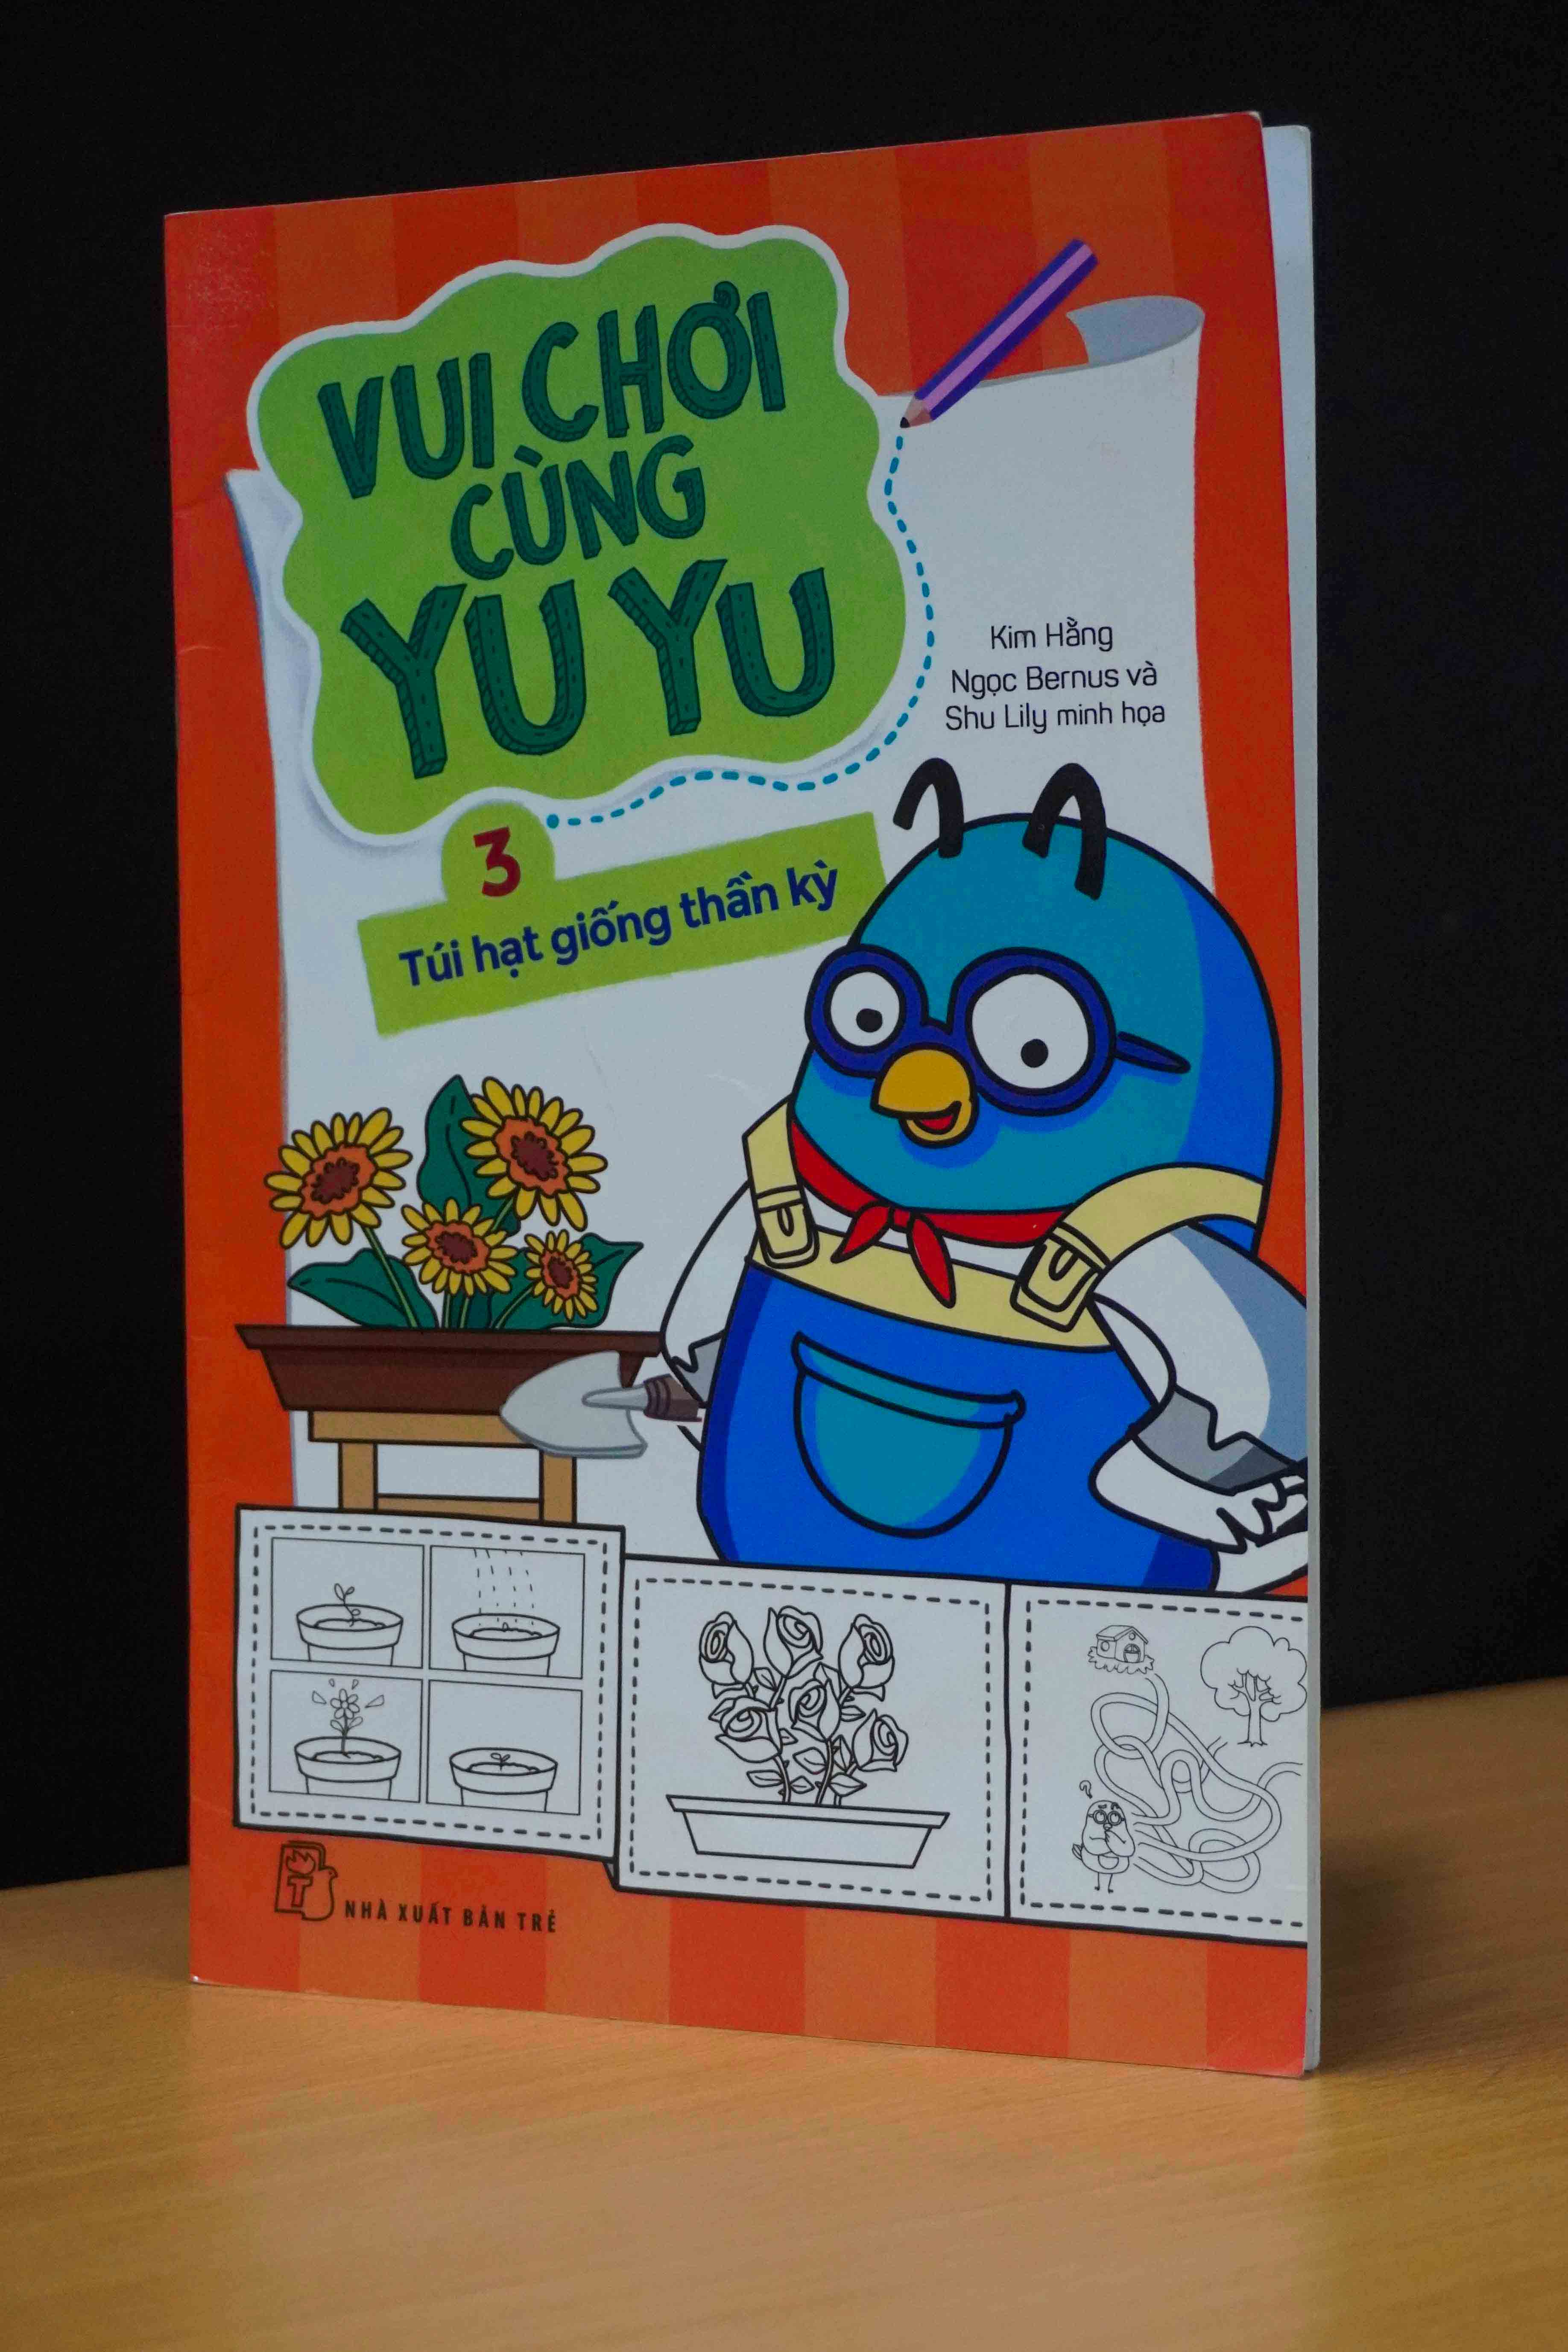 VUI CHƠI
CÙNG
YU YU
Kim Hằng
Ngọc Bernus và
Shu Lily minh họa
3
Túi hạt giống thần kỳ
?
T
NHÀ XUẤT BẢN TRẺ